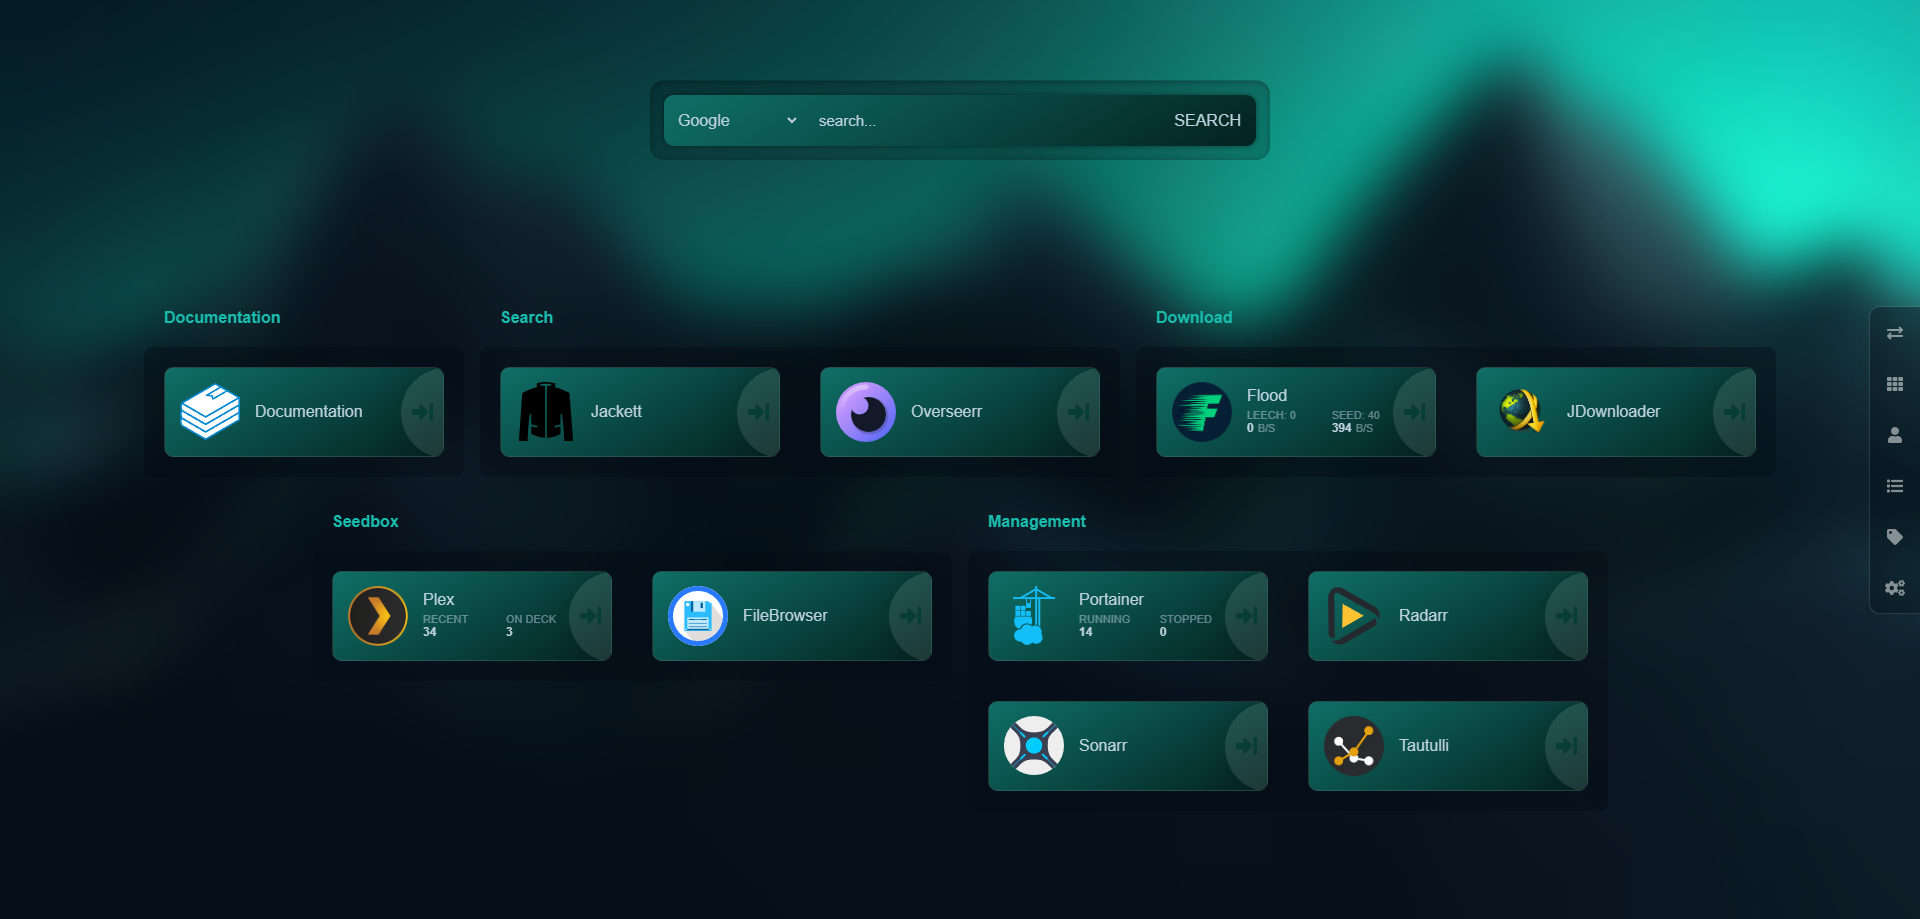 Google
search...
SEARCH
Documentation
Documentation
Search
Jackett
Overseerr
Download
Flood
LEECH: 0 SEED: 40
0 B/S 394 B/S
JDownloader
Seedbox
Plex
RECENT ON DECK
34 3
FileBrowser
Management
Portainer
RUNNING STOPPED
14 0
Radarr
Sonarr
Tautulli